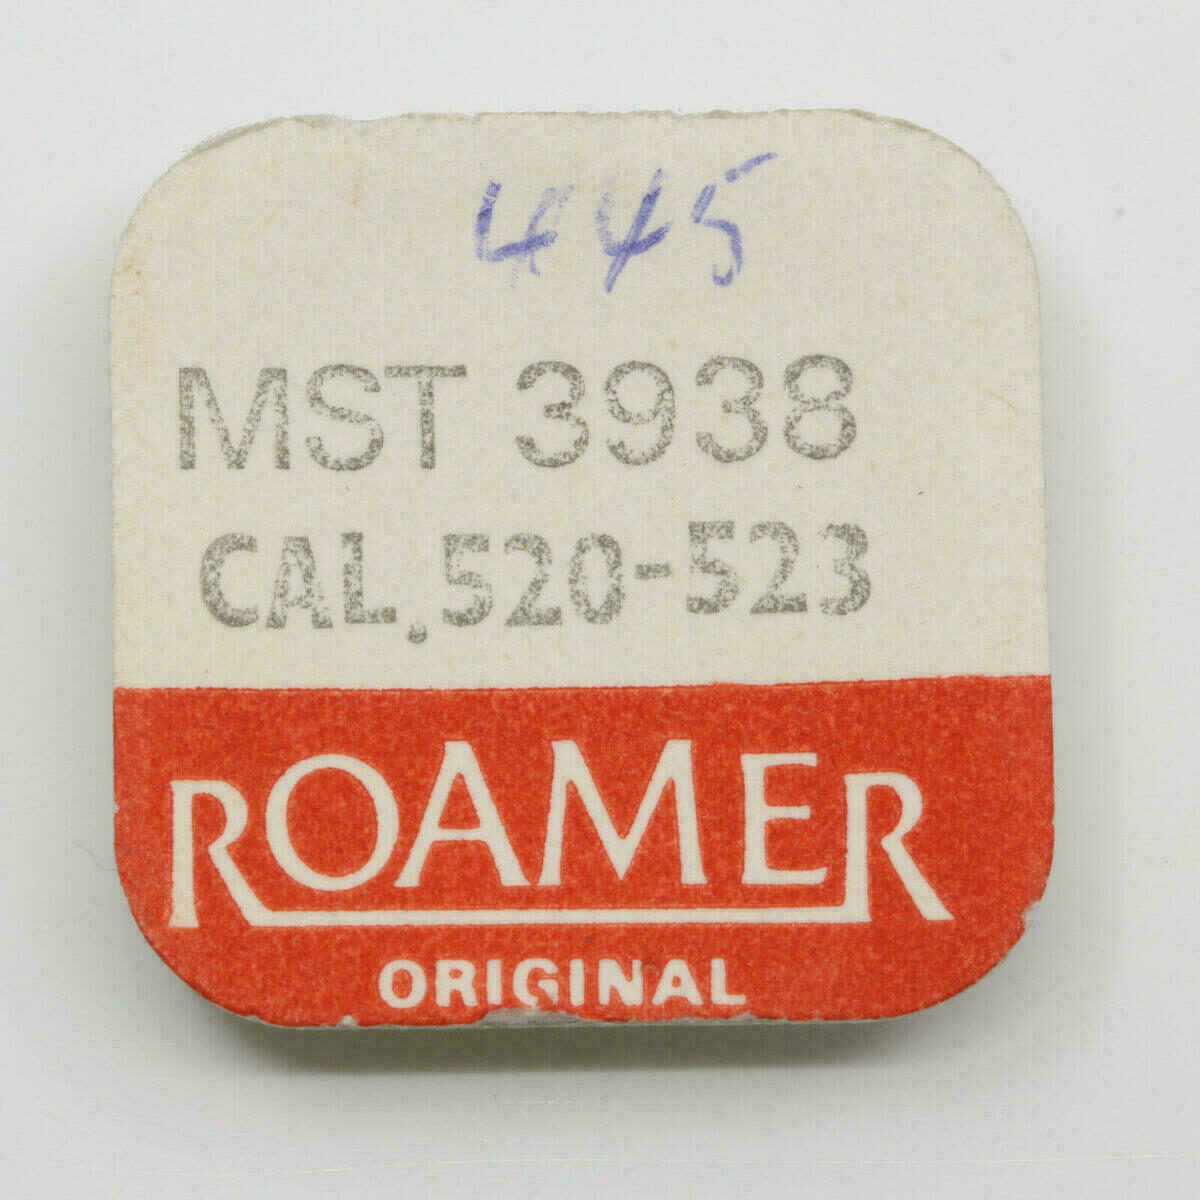 445
MST 3938
CAL. 520-523
ROAMER
ORIGINAL